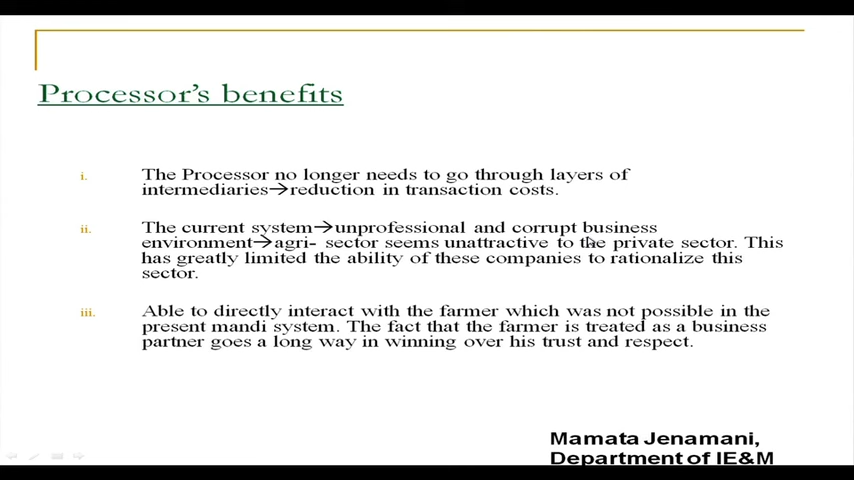 Processor's benefits
i. The Processor no longer needs to go through layers of
intermediaries→reduction in transaction costs.
ii. The current system→unprofessional and corrupt business
environment→agri- sector seems unattractive to the private sector. This
has greatly limited the ability of these companies to rationalize this
sector.
iii. Able to directly interact with the farmer which was not possible in the
present mandi system. The fact that the farmer is treated as a business
partner goes a long way in winning over his trust and respect.
Mamata Jenamani,
Department of IE&M